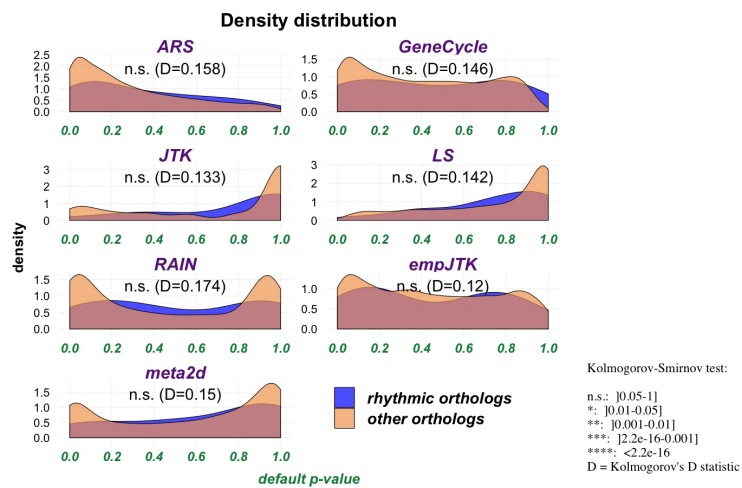 Density distribution
ARS
n.s. (D=0.158)
2.5
2.0
1.5
1.0
0.5
0.0
0.0 0.2 0.4 0.6 0.8 1.0
GeneCycle
n.s. (D=0.146)
1.5
1.0
0.5
0.0
0.0 0.2 0.4 0.6 0.8 1.0
JTK
n.s. (D=0.133)
3
2
1
0
0.0 0.2 0.4 0.6 0.8 1.0
LS
n.s. (D=0.142)
3
2
1
0
0.0 0.2 0.4 0.6 0.8 1.0
density
RAIN
n.s. (D=0.174)
1.5
1.0
0.5
0.0
0.0 0.2 0.4 0.6 0.8 1.0
empJTK
n.s. (D=0.12)
1.0
0.5
0.0
0.0 0.2 0.4 0.6 0.8 1.0
meta2d
n.s. (D=0.15)
1.5
1.0
0.5
0.0
0.0 0.2 0.4 0.6 0.8 1.0
default p-value
rhythmic orthologs
other orthologs
Kolmogorov-Smirnov test:
n.s.: ]0.05-1]
*: ]0.01-0.05]
**: ]0.001-0.01]
***: ]2.2e-16-0.001]
****: <2.2e-16
D = Kolmogorov's D statistic